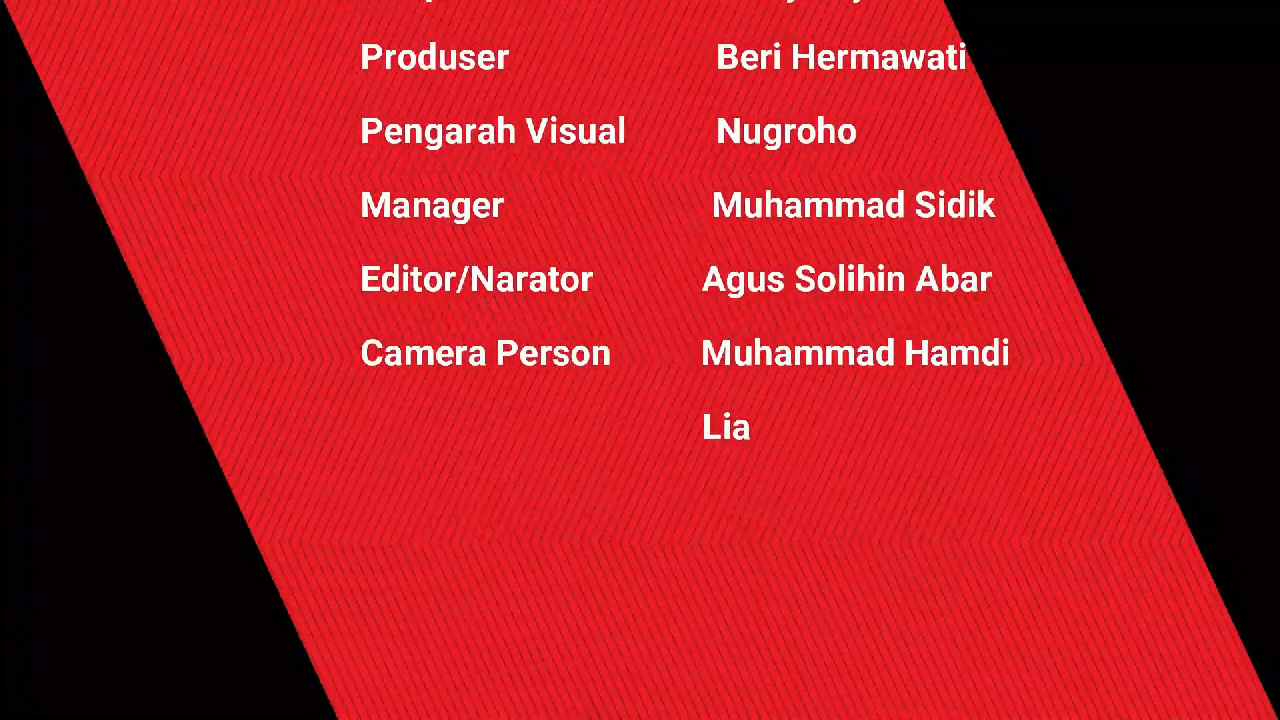 Produser Beri Hermawati
Pengarah Visual Nugroho
Manager Muhammad Sidik
Editor/Narator Agus Solihin Abar
Camera Person Muhammad Hamdi
Lia